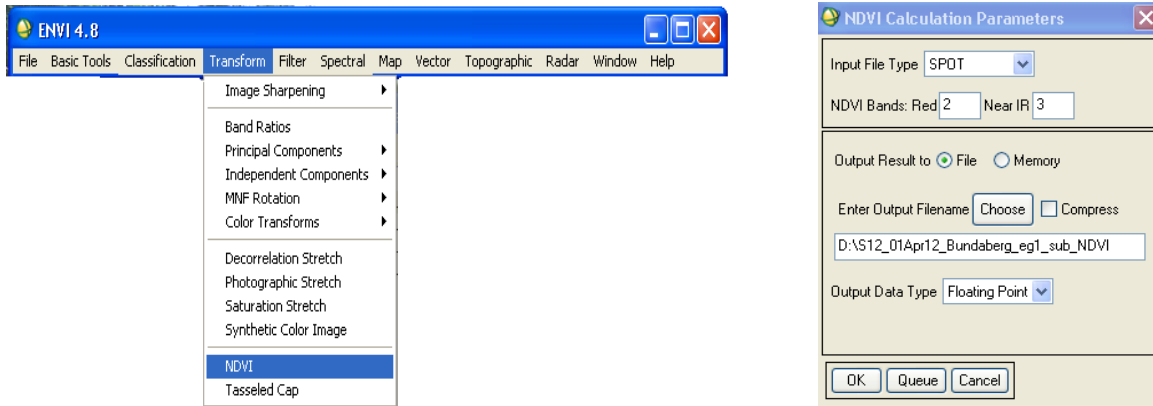 ENVI 4.8
File Basic Tools Classification Transform Filter Spectral Map Vector Topographic Radar Window Help
Image Sharpening
Band Ratios
Principal Components
Independent Components
MNF Rotation
Color Transforms
Decorrelation Stretch
Photographic Stretch
Saturation Stretch
Synthetic Color Image
NDVI
Tasseled Cap
NDVI Calculation Parameters
Input File Type SPOT
NDVI Bands: Red 2 Near IR 3
Output Result to File Memory
Enter Output Filename Choose Compress
D:\S12_01Apr12_Bundaberg_eg1_sub_NDVI
Output Data Type Floating Point
OK Queue Cancel